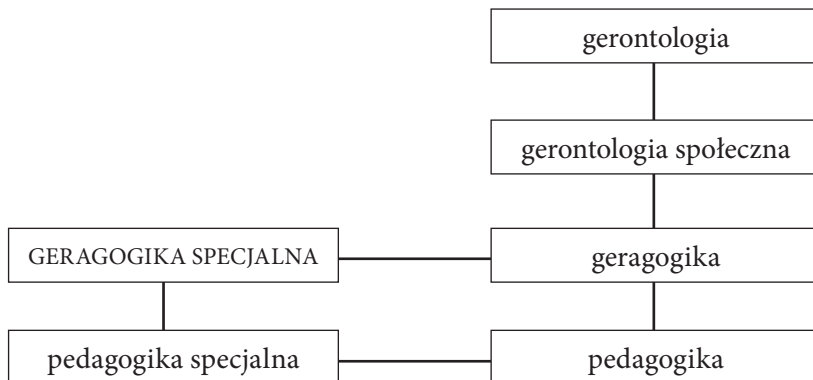 gerontologia
gerontologia społeczna
GERAGOGIKA SPECJALNA
geragogika
pedagogika specjalna
pedagogika